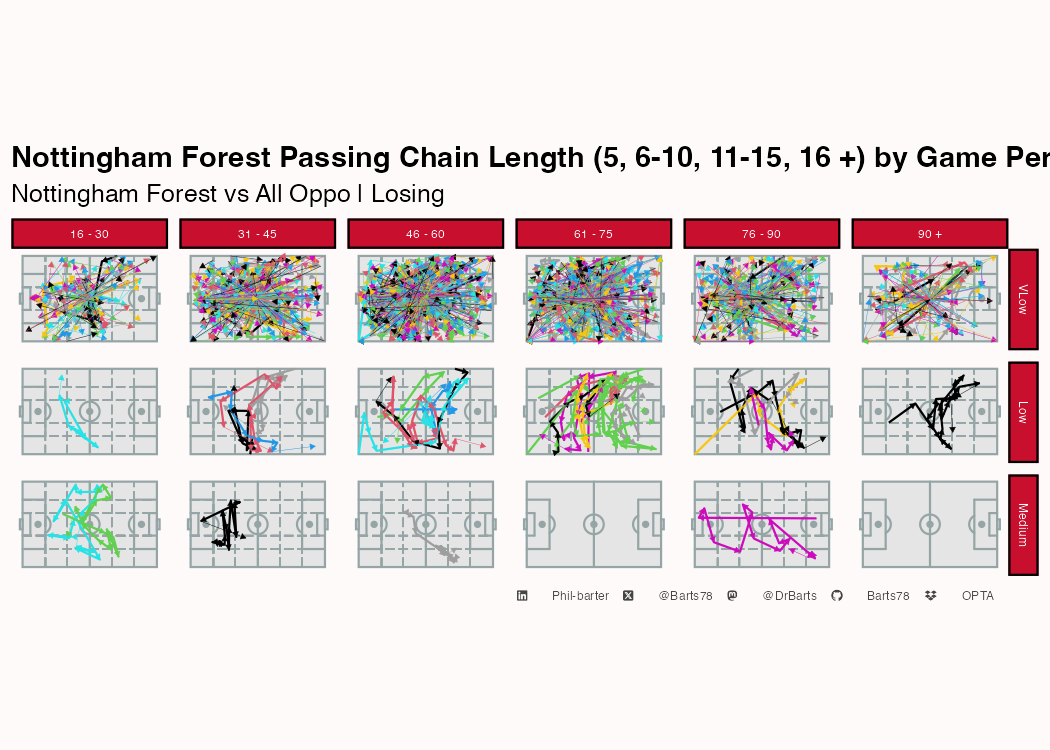 Nottingham Forest Passing Chain Length (5, 6-10, 11-15, 16 +) by Game Per
Nottingham Forest vs All Oppo | Losing
16 - 30 31 - 45 46 - 60 61 - 75 76 - 90 90 +
VLow
Low
Medium
Phil-barter @Barts78 @DrBarts Barts78 OPTA